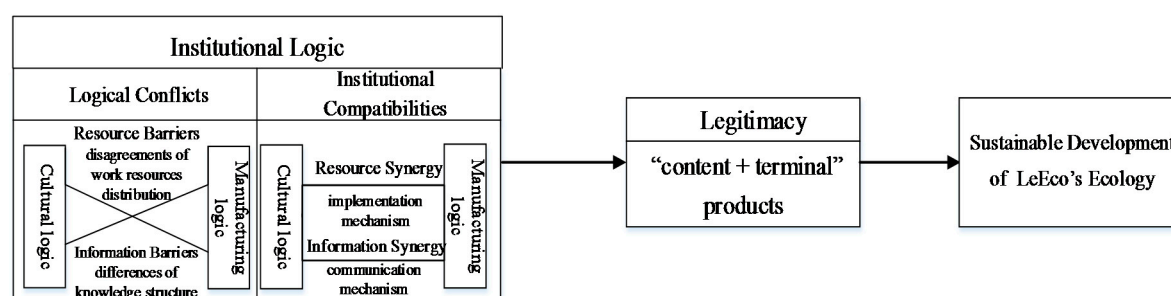 Institutional Logic
Logical Conflicts
Resource Barriers
disagreements of
work resources
distribution
Cultural logic
Manufacturing
logic
Information Barriers
differences of
knowledge structure
Institutional
Compatibilities
Cultural logic
Resource Synergy
implementation
mechanism
Information Synergy
communication
mechanism
Manufacturing
logic
Legitimacy
“content + terminal”
products
Sustainable Development
of LeEco’s Ecology